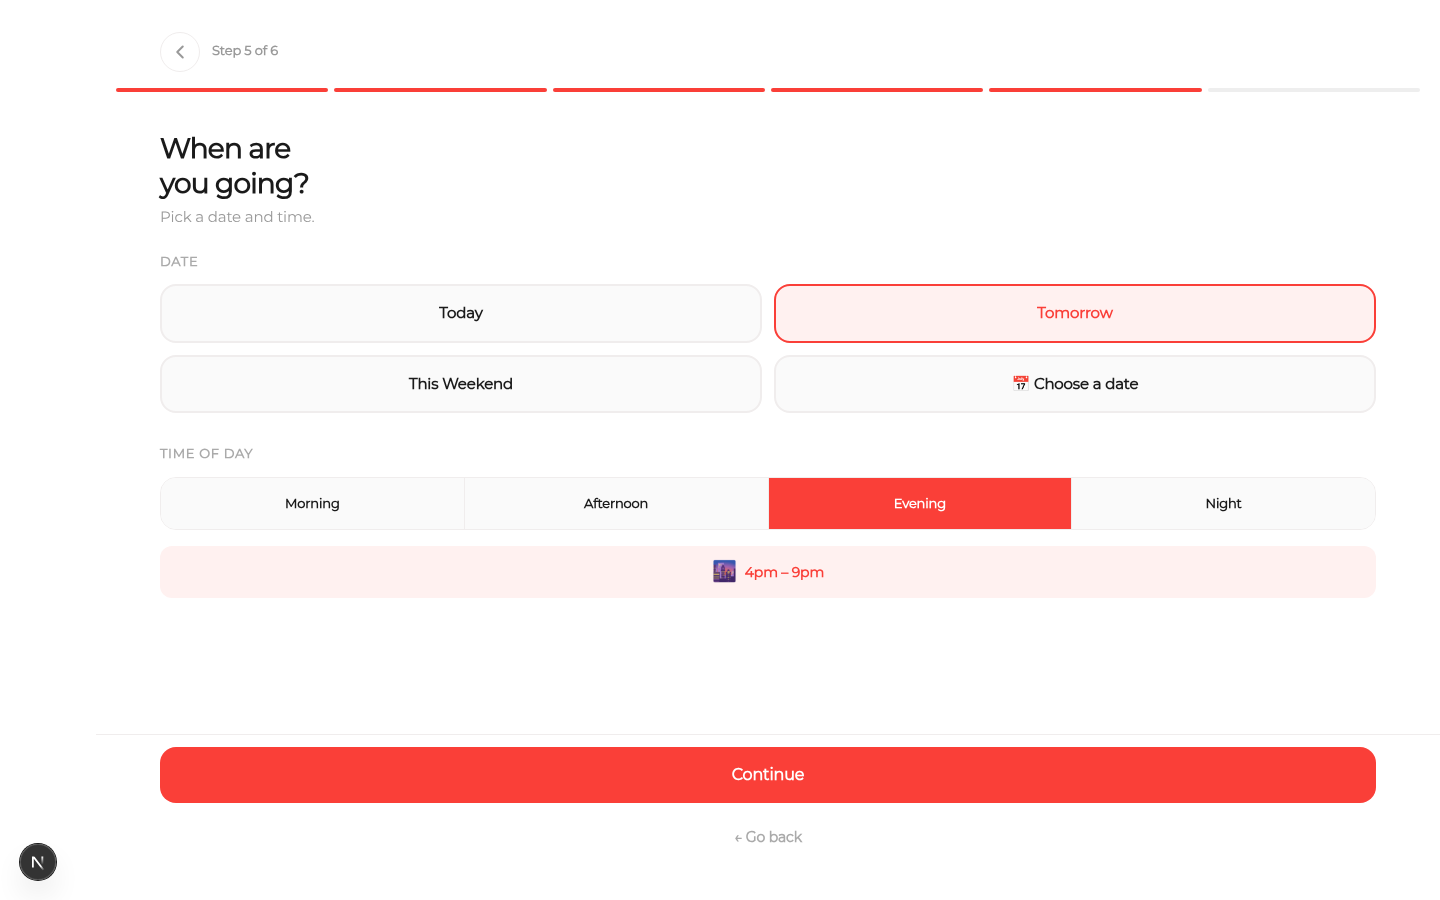 Step 5 of 6
When are
you going?
Pick a date and time.
DATE
Today
Tomorrow
This Weekend
📅 Choose a date
TIME OF DAY
Morning
Afternoon
Evening
Night
🌆 4pm – 9pm
Continue
← Go back
N